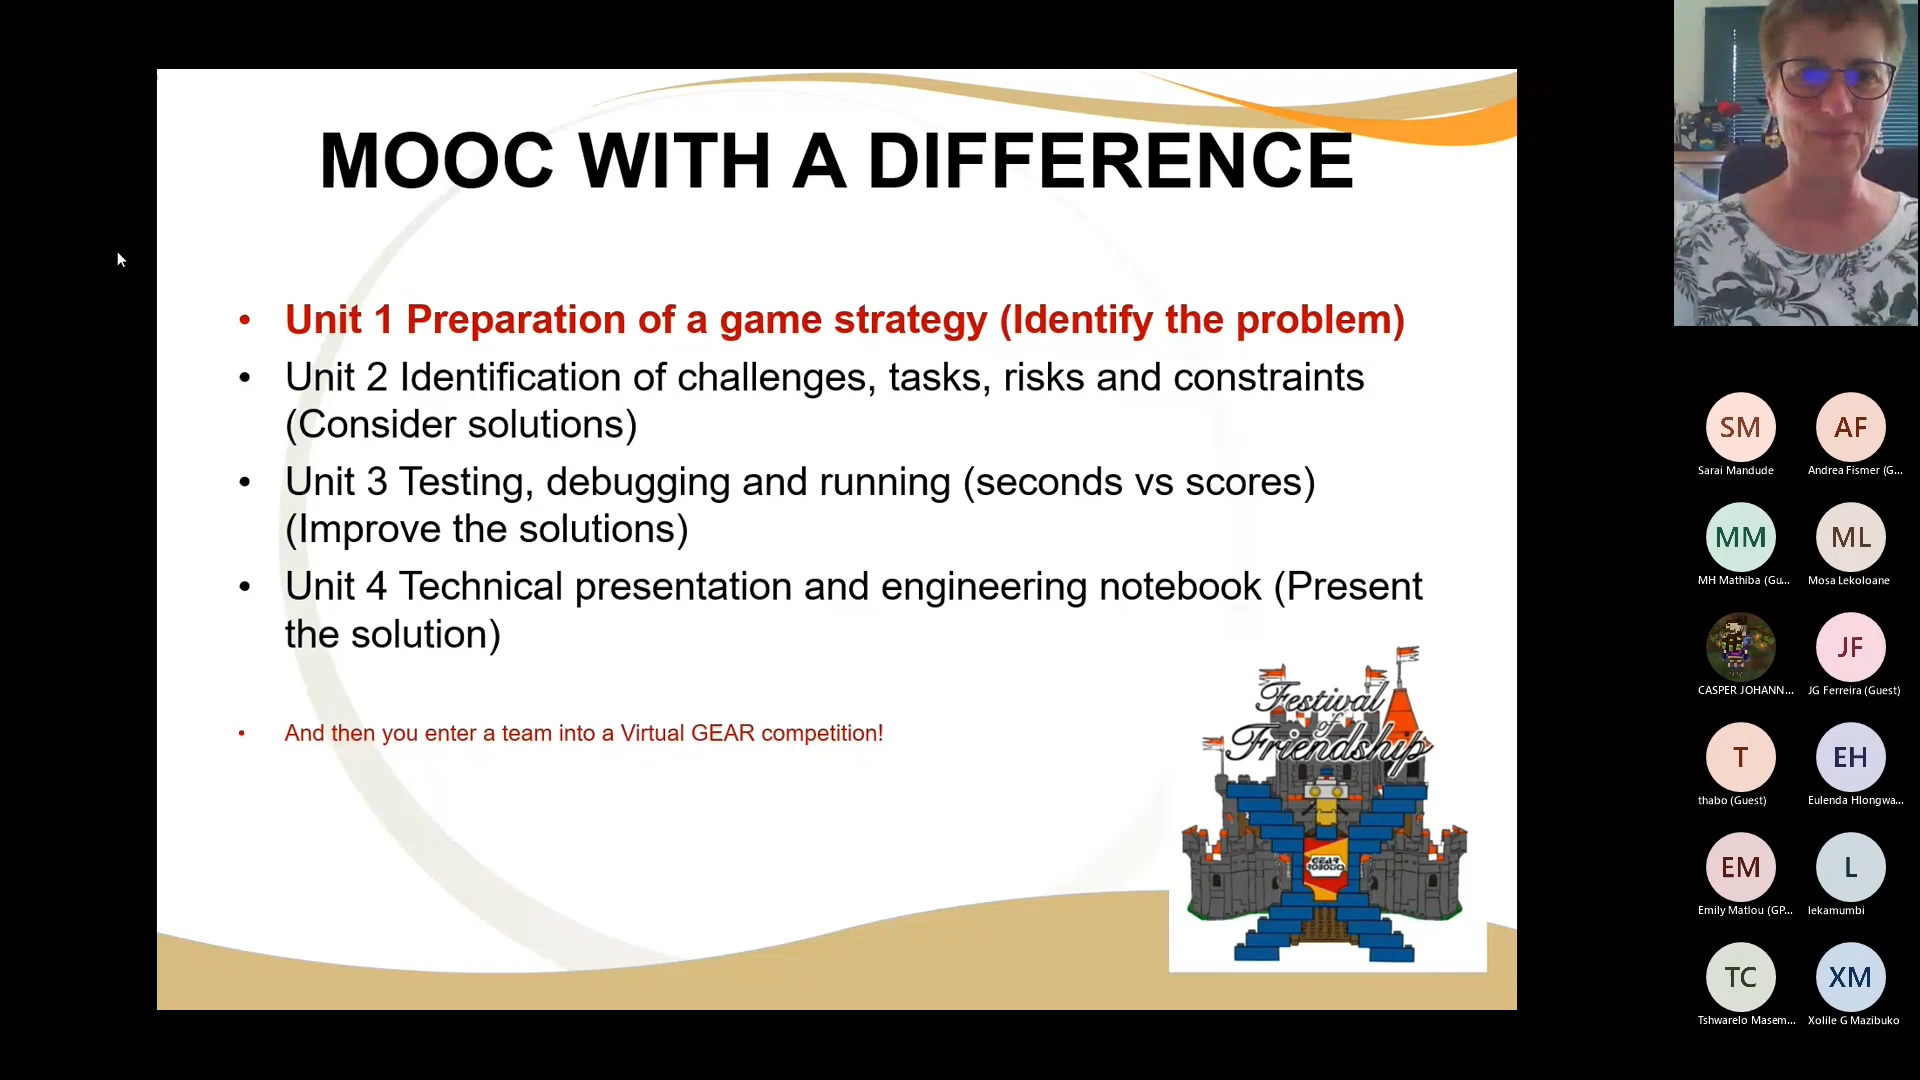 MOOC WITH A DIFFERENCE
• Unit 1 Preparation of a game strategy (Identify the problem)
• Unit 2 Identification of challenges, tasks, risks and constraints
(Consider solutions)
• Unit 3 Testing, debugging and running (seconds vs scores)
(Improve the solutions)
• Unit 4 Technical presentation and engineering notebook (Present
the solution)
• And then you enter a team into a Virtual GEAR competition!
Festival
of
Friendship
GEAR
ROBOTICS
SM
AF
Sarai Mandude
Andrea Fismer (G...
MM
ML
MH Mathiba (Gu...
Mosa Lekoloane
JF
CASPER JOHANN...
JG Ferreira (Guest)
T
EH
thabo (Guest)
Eulenda Hlongwa...
EM
L
Emily Matlou (GP...
lekamumbi
TC
XM
Tshwarelo Masem...
Xolile G Mazibuko